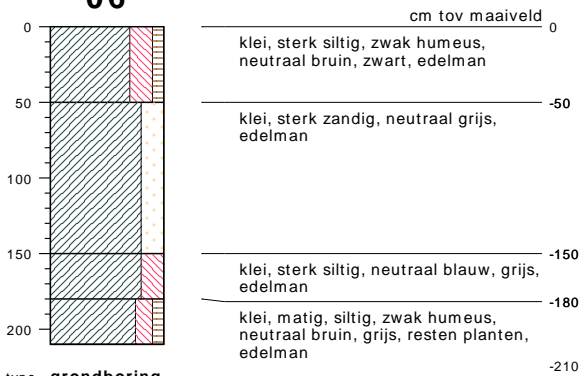 06
cm tov maaiveld
0
0
klei, sterk siltig, zwak humeus,
neutraal bruin, zwart, edelman
50
-50
klei, sterk zandig, neutraal grijs,
edelman
100
150
-150
klei, sterk siltig, neutraal blauw, grijs,
edelman
-180
klei, matig, siltig, zwak humeus,
neutraal bruin, grijs, resten planten,
edelman
200
-210
type grondboring